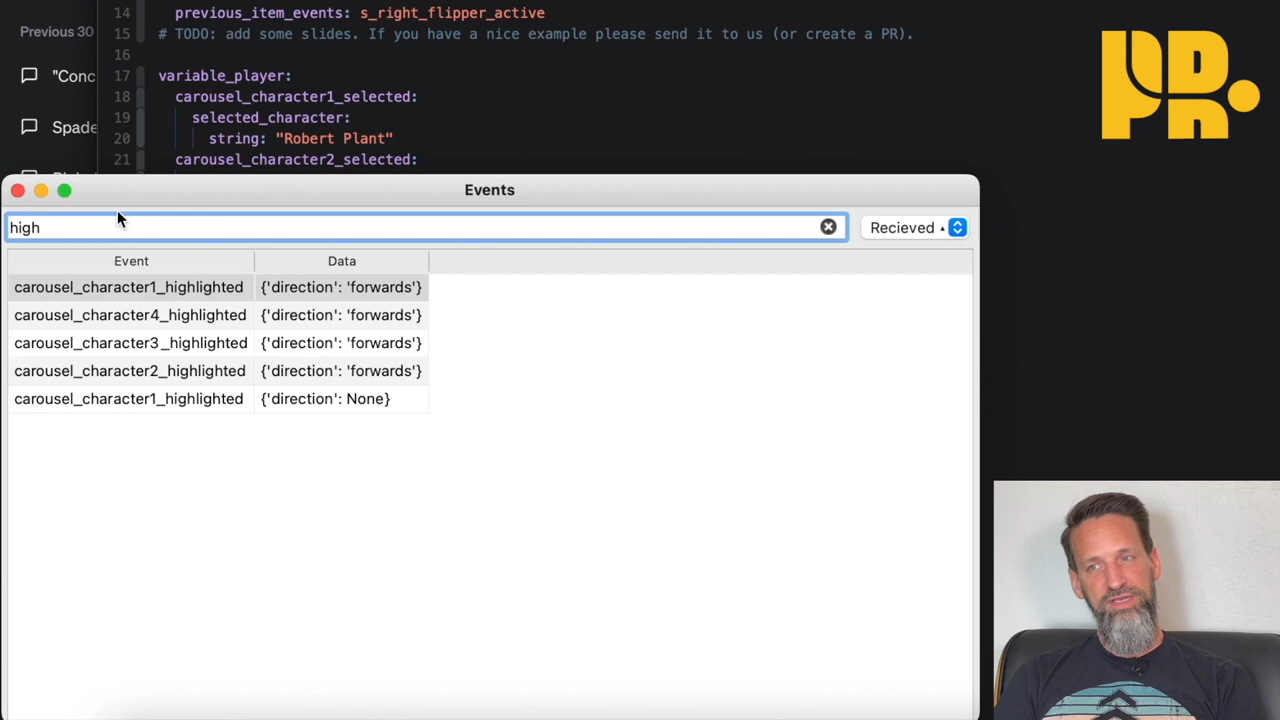 Previous 30
"Conc
Spade
14 previous_item_events: s_right_flipper_active
15 # TODO: add some slides. If you have a nice example please send it to us (or create a PR).
16
17 variable_player:
18 carousel_character1_selected:
19 selected_character:
20 string: "Robert Plant"
21 carousel_character2_selected:
Events
high
Recieved
Event Data
carousel_character1_highlighted {'direction': 'forwards'}
carousel_character4_highlighted {'direction': 'forwards'}
carousel_character3_highlighted {'direction': 'forwards'}
carousel_character2_highlighted {'direction': 'forwards'}
carousel_character1_highlighted {'direction': None}